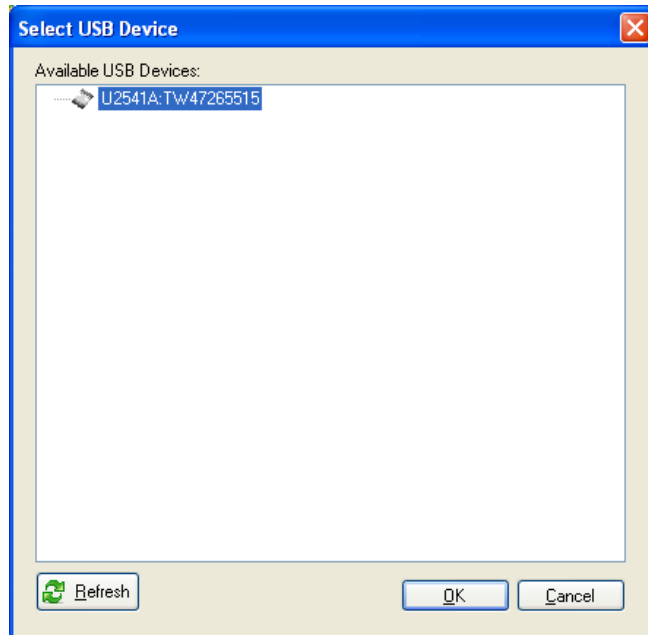 Select USB Device
Available USB Devices:
U2541A:TW47265515
Refresh
OK
Cancel